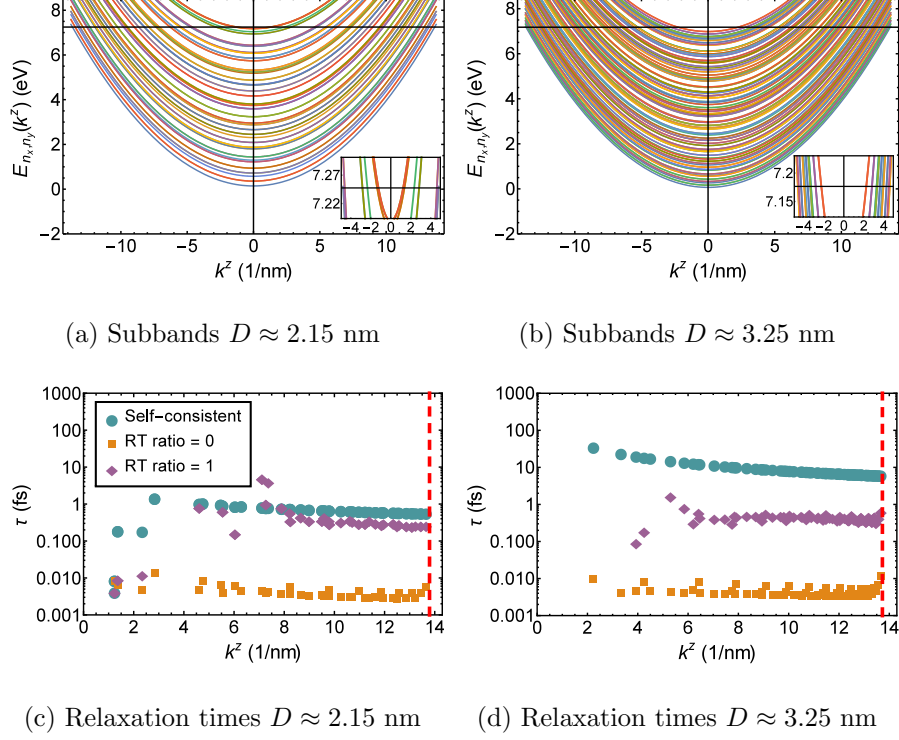 8
6
4
2
0
−2
E_{n_x,n_y}(k^z) (eV)
−10 −5 0 5 10
k^z (1/nm)
7.27
7.22
−4 −2 0 2 4
8
6
4
2
0
−2
E_{n_x,n_y}(k^z) (eV)
−10 −5 0 5 10
k^z (1/nm)
7.2
7.15
−4 −2 0 2 4
(a) Subbands D ≈ 2.15 nm
(b) Subbands D ≈ 3.25 nm
1000
100
10
1
0.100
0.010
0.001
τ (fs)
Self-consistent
RT ratio = 0
RT ratio = 1
0 2 4 6 8 10 12 14
k^z (1/nm)
1000
100
10
1
0.100
0.010
0.001
τ (fs)
0 2 4 6 8 10 12 14
k^z (1/nm)
(c) Relaxation times D ≈ 2.15 nm
(d) Relaxation times D ≈ 3.25 nm